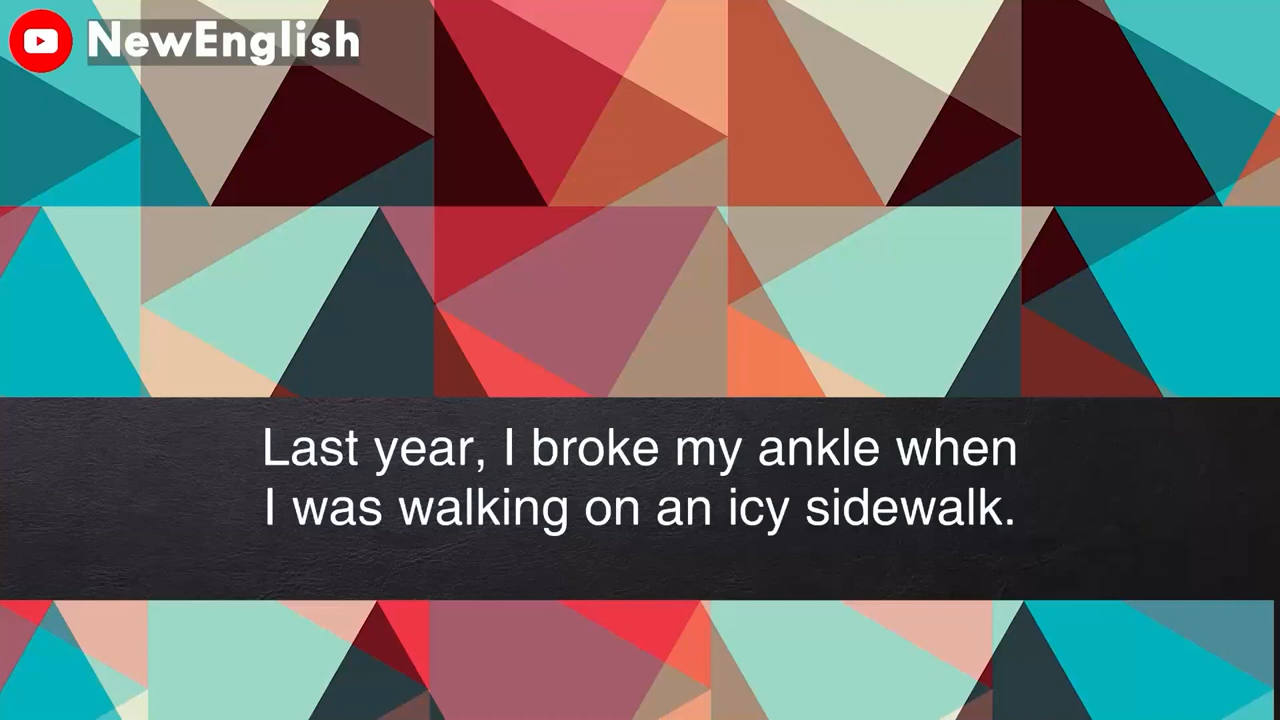 NewEnglish
Last year, I broke my ankle when
I was walking on an icy sidewalk.